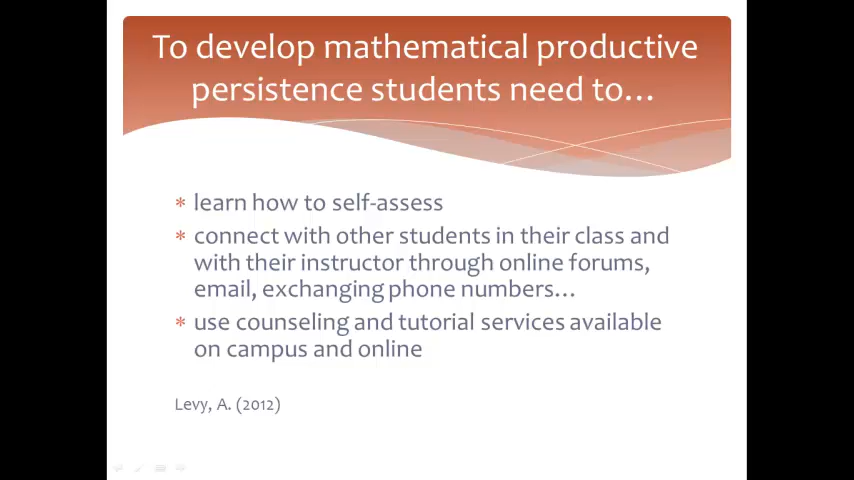 To develop mathematical productive
persistence students need to…
* learn how to self-assess
* connect with other students in their class and
with their instructor through online forums,
email, exchanging phone numbers…
* use counseling and tutorial services available
on campus and online
Levy, A. (2012)